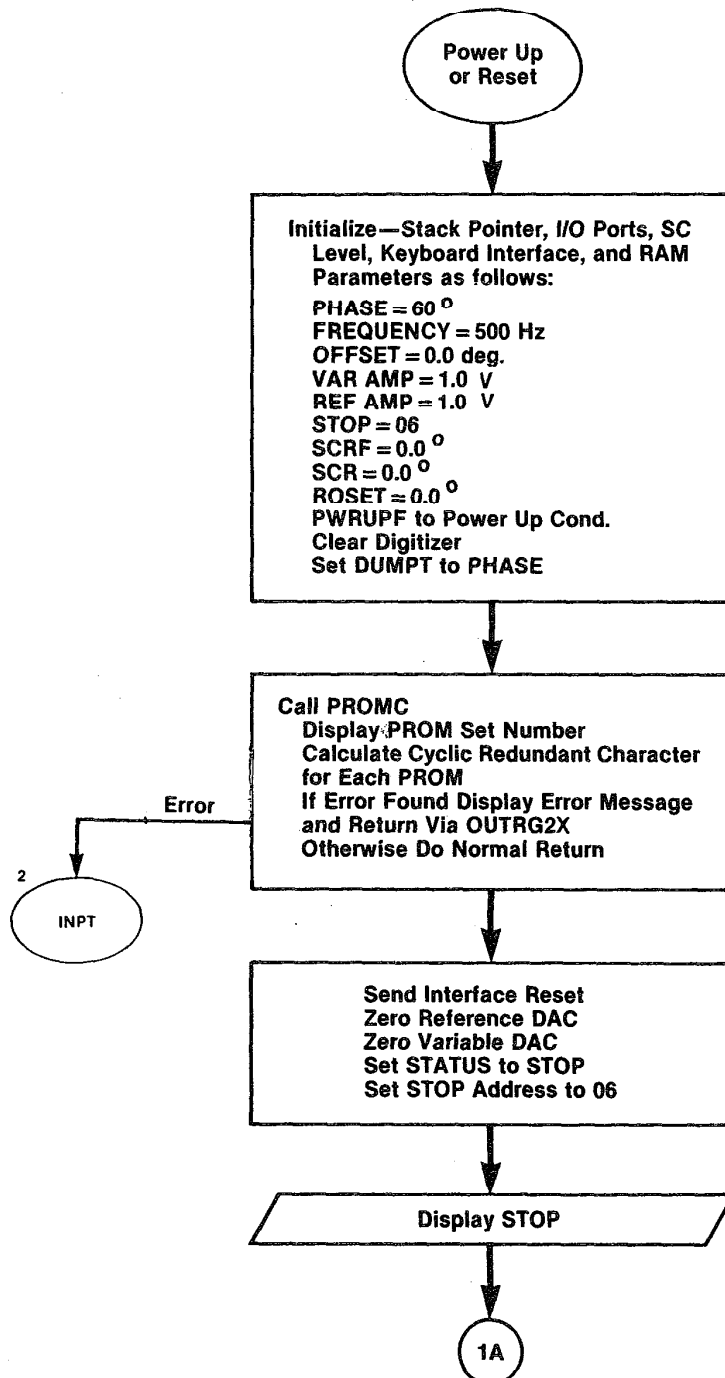 Power Up
or Reset
Initialize—Stack Pointer, I/O Ports, SC
Level, Keyboard Interface, and RAM
Parameters as follows:
PHASE = 60°
FREQUENCY = 500 Hz
OFFSET = 0.0 deg.
VAR AMP = 1.0 V
REF AMP = 1.0 V
STOP = 06
SCRF = 0.0°
SCR = 0.0°
ROSET = 0.0°
PWRUPF to Power Up Cond.
Clear Digitizer
Set DUMPT to PHASE
Call PROMC
Display PROM Set Number
Calculate Cyclic Redundant Character
for Each PROM
If Error Found Display Error Message
and Return Via OUTRG2X
Otherwise Do Normal Return
Error
2
INPT
Send Interface Reset
Zero Reference DAC
Zero Variable DAC
Set STATUS to STOP
Set STOP Address to 06
Display STOP
1A